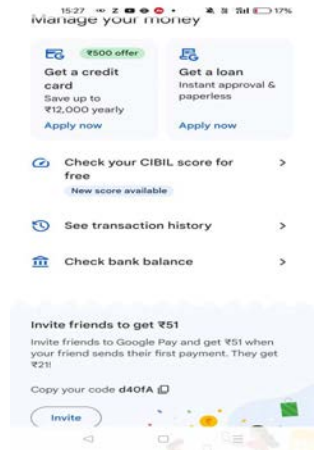 15:27
17%
Manage your money
₹500 offer
Get a credit
card
Save up to
₹12,000 yearly
Apply now
Get a loan
Instant approval &
paperless
Apply now
Check your CIBIL score for
free
New score available
See transaction history
Check bank balance
Invite friends to get ₹51
Invite friends to Google Pay and get ₹51 when
your friend sends their first payment. They get
₹21!
Copy your code d40fA
Invite